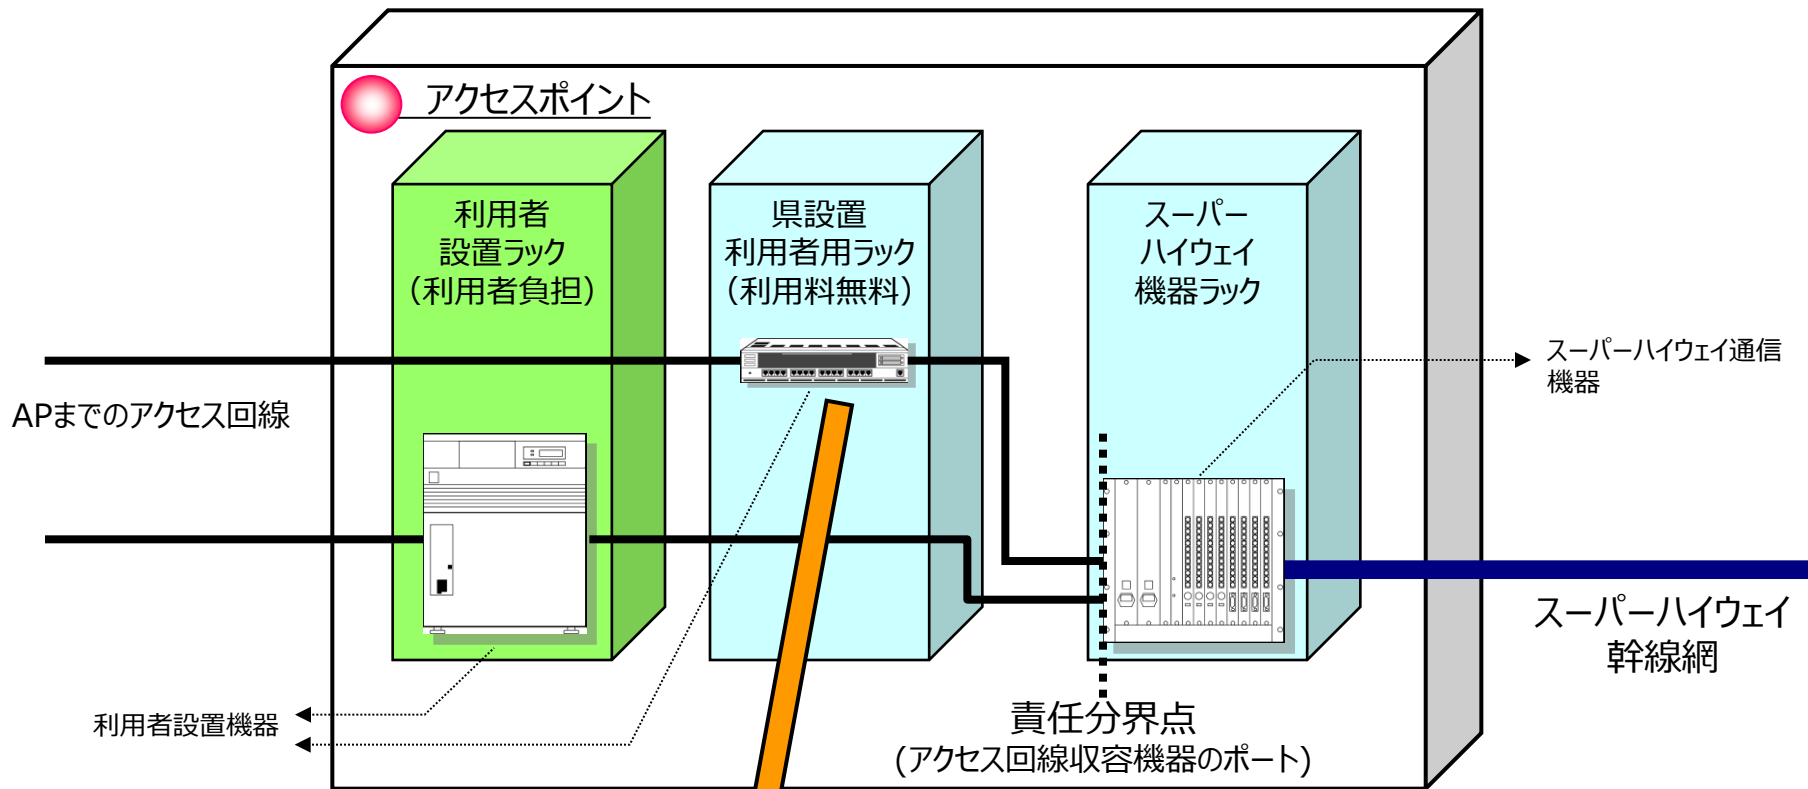 アクセスポイント
利用者
設置ラック
（利用者負担）
県設置
利用者用ラック
（利用料無料）
スーパー
ハイウェイ
機器ラック
スーパーハイウェイ通信
機器
APまでのアクセス回線
スーパーハイウェイ
幹線網
利用者設置機器
責任分界点
(アクセス回線収容機器のポート)